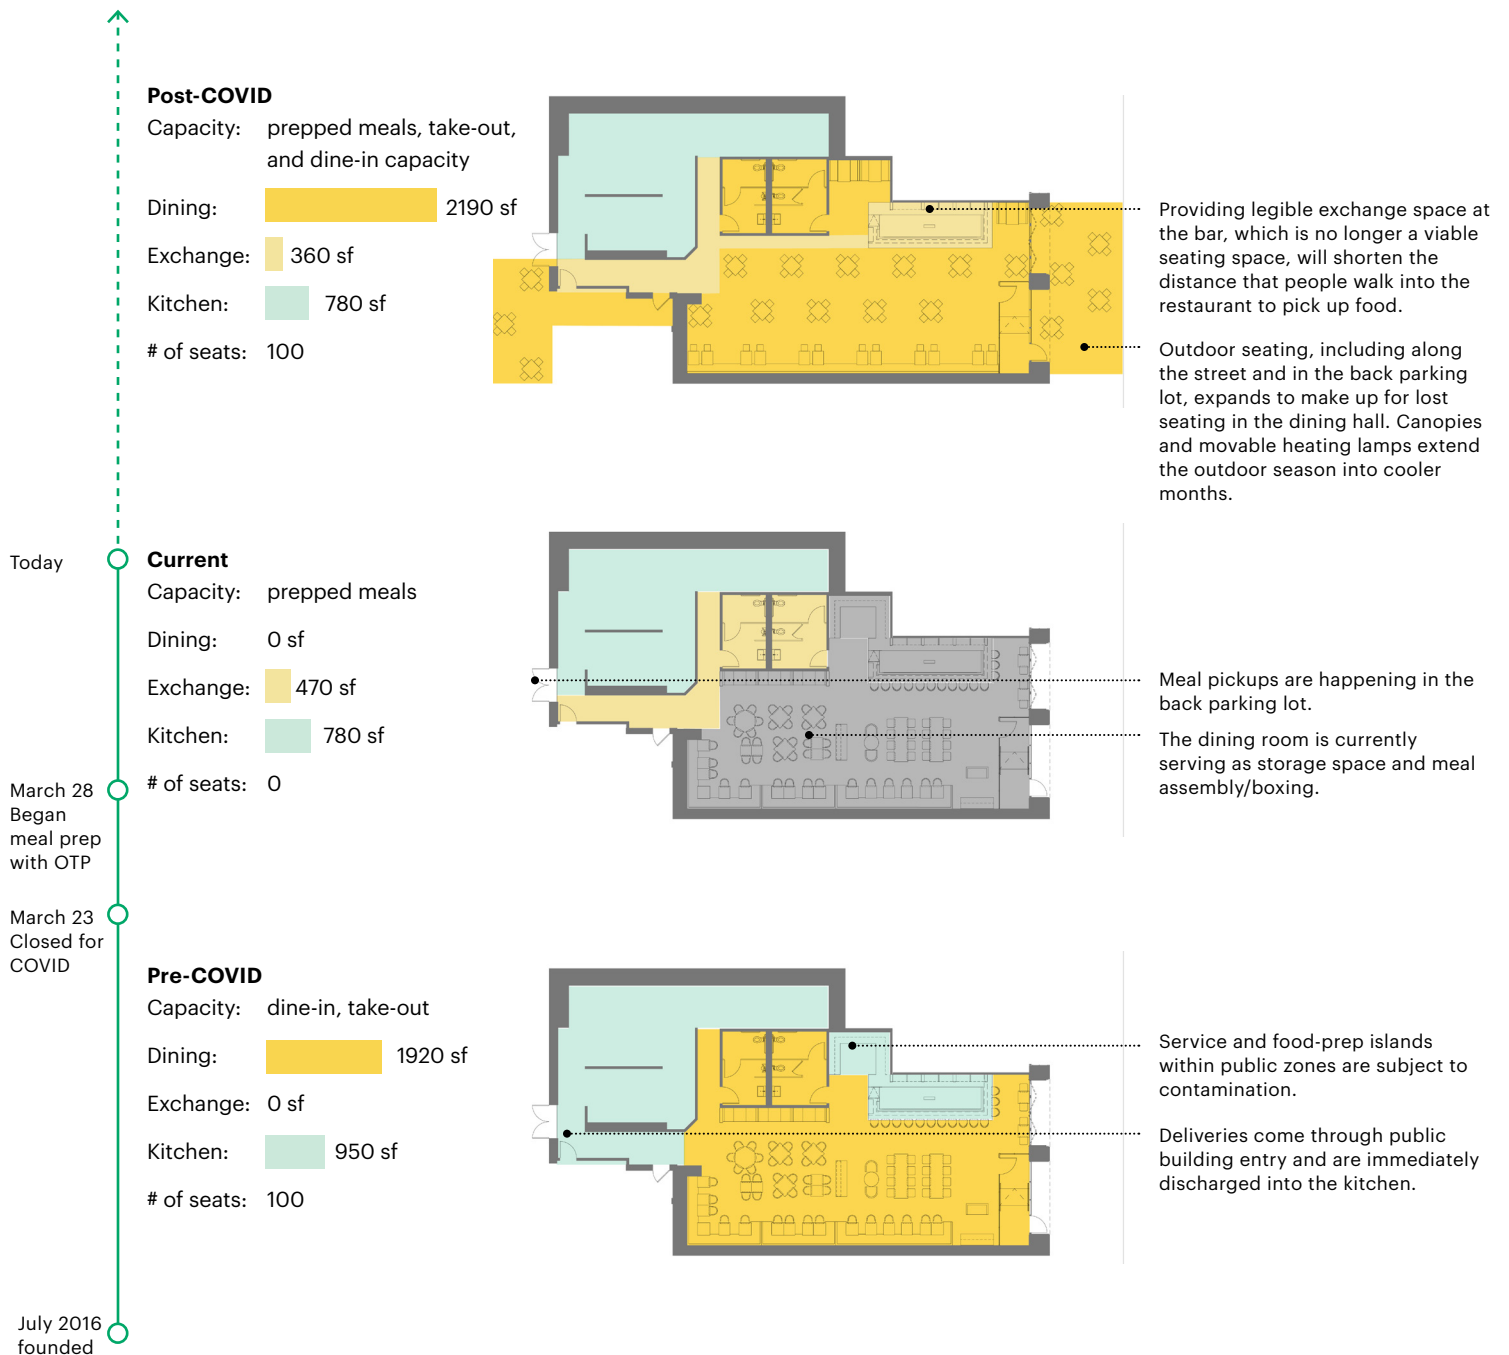 Post-COVID
Capacity: prepped meals, take-out,
and dine-in capacity
Dining: 2190 sf
Exchange: 360 sf
Kitchen: 780 sf
# of seats: 100
Providing legible exchange space at
the bar, which is no longer a viable
seating space, will shorten the
distance that people walk into the
restaurant to pick up food.
Outdoor seating, including along
the street and in the back parking
lot, expands to make up for lost
seating in the dining hall. Canopies
and movable heating lamps extend
the outdoor season into cooler
months.
Today
Current
Capacity: prepped meals
Dining: 0 sf
Exchange: 470 sf
Kitchen: 780 sf
# of seats: 0
Meal pickups are happening in the
back parking lot.
The dining room is currently
serving as storage space and meal
assembly/boxing.
March 28
Began
meal prep
with OTP
March 23
Closed for
COVID
Pre-COVID
Capacity: dine-in, take-out
Dining: 1920 sf
Exchange: 0 sf
Kitchen: 950 sf
# of seats: 100
Service and food-prep islands
within public zones are subject to
contamination.
Deliveries come through public
building entry and are immediately
discharged into the kitchen.
July 2016
founded